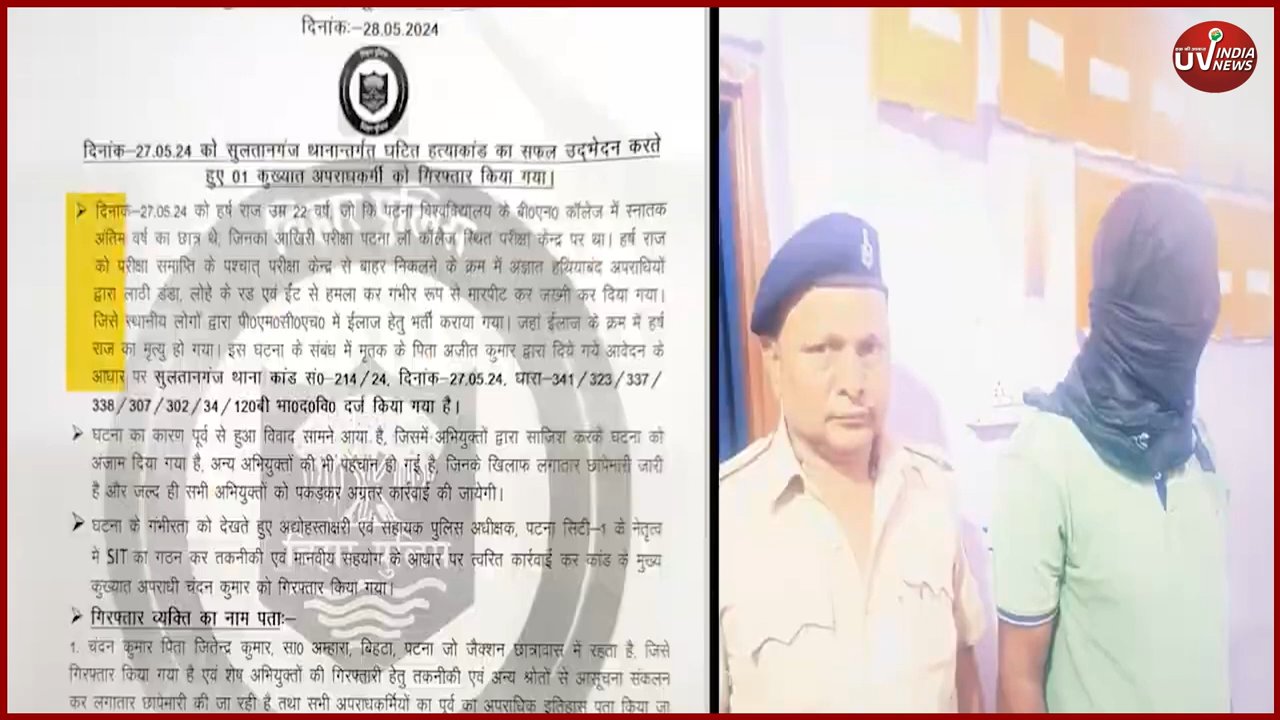 दिनांकः-28.05.2024
दिनांक-27.05.24 को सुलतानगंज थानान्तर्गत घटित हत्याकांड का सफल उद्भेदन करते
हुए 01 कुख्यात अपराधकर्मी को गिरफ्तार किया गया।
➤ दिनांक-27.05.24 को हर्ष राज उम्र 22 वर्ष, जो कि पटना विश्वविद्यालय के बी0एन0 कॉलेज में स्नातक
अंतिम वर्ष का छात्र थे, जिनका आखिरी परीक्षा पटना लॉ कॉलेज स्थित परीक्षा केन्द्र पर था। हर्ष राज
को परीक्षा समाप्ति के पश्चात् परीक्षा केन्द्र से बाहर निकलने के क्रम में अज्ञात हथियाबंद अपराधियों
द्वारा लाठी डंडा, लोहे के रड एवं ईट से हमला कर गंभीर रूप से मारपीट कर जख्मी कर दिया गया।
जिसे स्थानीय लोगों द्वारा पी0एम0सी0एच0 में ईलाज हेतु भर्ती कराया गया। जहां ईलाज के क्रम में हर्ष
राज का मृत्यु हो गया। इस घटना के संबंध में मृतक के पिता अजीत कुमार द्वारा दिये गये आवेदन के
आधार पर सुलतानगंज थाना कांड सं0-214/24, दिनांक-27.05.24, धारा-341/323/337/
338/307/302/34/120बी भा0द0वि0 दर्ज किया गया है।
➤ घटना का कारण पूर्व से हुआ विवाद सामने आया है, जिसमें अभियुक्तों द्वारा साजिश करके घटना को
अंजाम दिया गया है, अन्य अभियुक्तों की भी पहचान हो गई है, जिनके खिलाफ लगातार छापेमारी जारी
है और जल्द ही सभी अभियुक्तों को पकड़कर अग्रतर कार्रवाई की जायेगी।
➤ घटना के गंभीरता को देखते हुए अद्योहस्ताक्षरी एवं सहायक पुलिस अधीक्षक, पटना सिटी-1 के नेतृत्व
में SIT का गठन कर तकनीकी एवं मानवीय सहयोग के आधार पर त्वरित कार्रवाई कर कांड के मुख्य
कुख्यात अपराधी चंदन कुमार को गिरफ्तार किया गया।
➤ गिरफ्तार व्यक्ति का नाम पताः-
1. चंदन कुमार पिता जितेन्द्र कुमार, सा0 अम्हारा, बिहटा, पटना जो जैक्शन छात्रावास में रहता है, जिसे
गिरफ्तार किया गया है एवं शेष अभियुक्तों की गिरफ्तारी हेतु तकनीकी एवं अन्य श्रोतों से आसूचना संकलन
कर लगातार छापेमारी की जा रही है तथा सभी अपराधकर्मियों का पूर्व का अपराधिक इतिहास पता किया जा
UV INDIA
NEWS